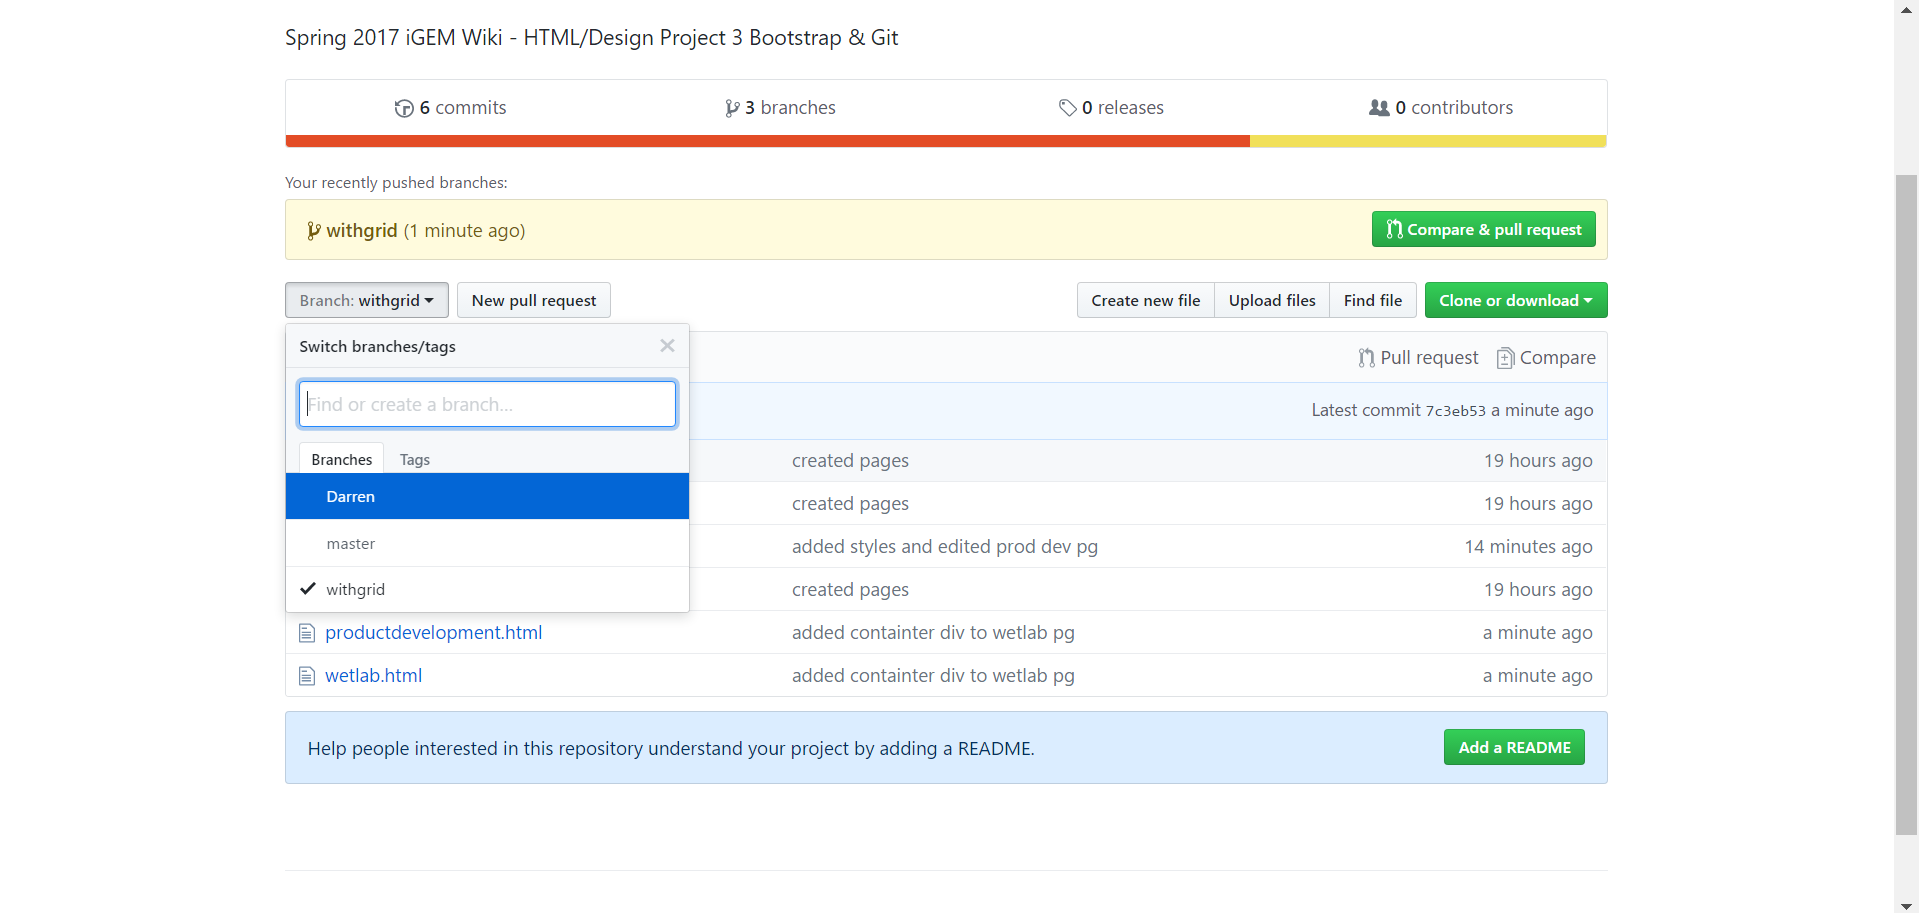 Spring 2017 iGEM Wiki - HTML/Design Project 3 Bootstrap & Git
6 commits
3 branches
0 releases
0 contributors
Your recently pushed branches:
withgrid (1 minute ago)
Compare & pull request
Branch: withgrid
New pull request
Create new file
Upload files
Find file
Clone or download
Switch branches/tags
Pull request
Compare
Find or create a branch...
Latest commit 7c3eb53 a minute ago
Branches
Tags
created pages
19 hours ago
Darren
created pages
19 hours ago
master
added styles and edited prod dev pg
14 minutes ago
withgrid
created pages
19 hours ago
productdevelopment.html
added containter div to wetlab pg
a minute ago
wetlab.html
added containter div to wetlab pg
a minute ago
Help people interested in this repository understand your project by adding a README.
Add a README